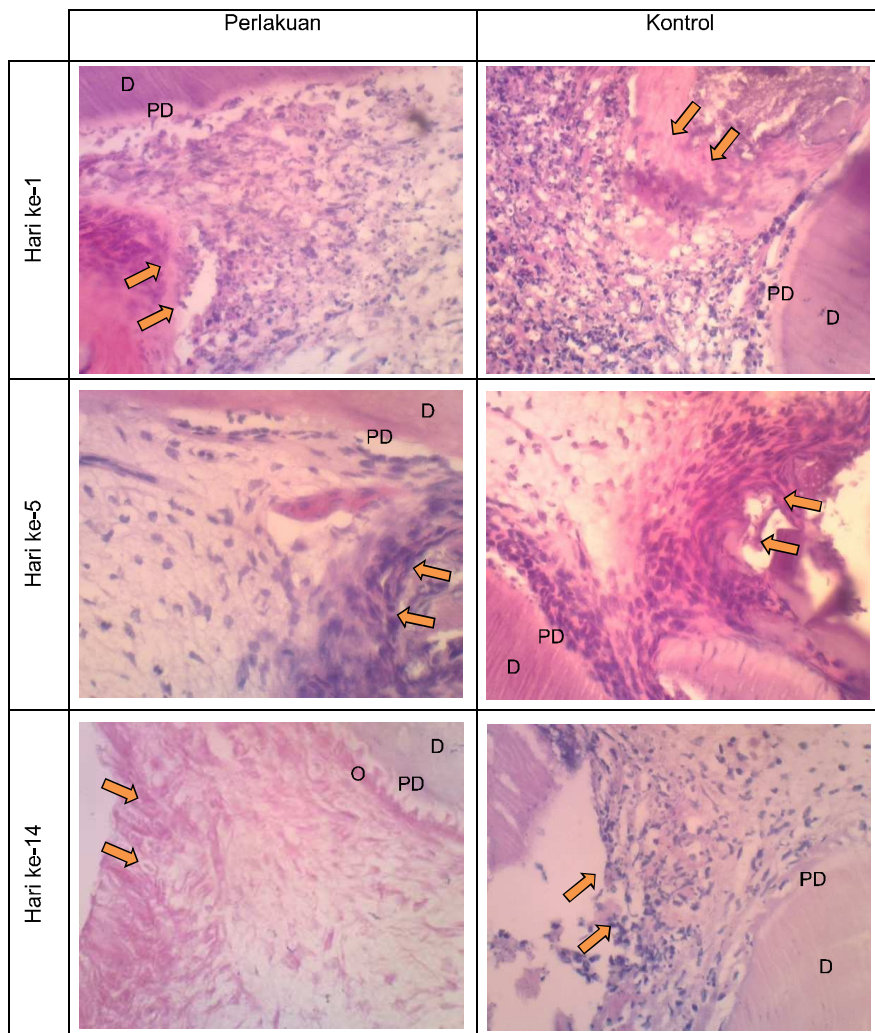 Perlakuan
Kontrol
Hari ke-1
D
PD
PD
D
Hari ke-5
D
PD
PD
D
Hari ke-14
D
O
PD
PD
D